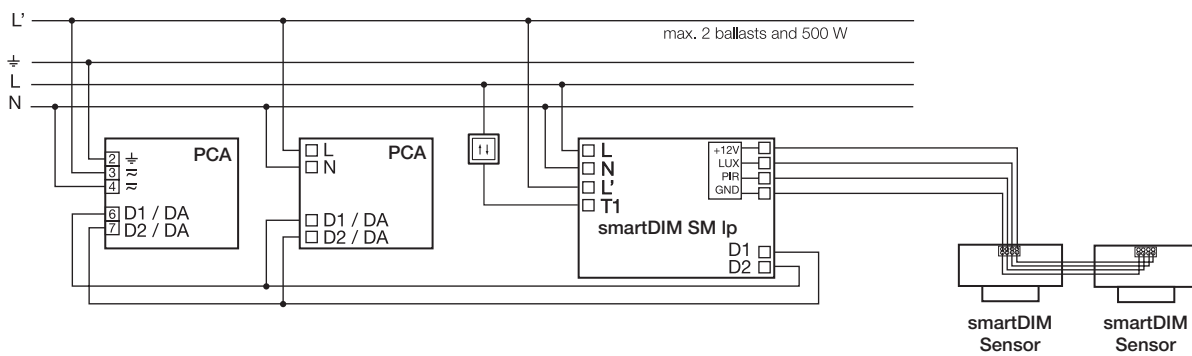 L'
max. 2 ballasts and 500 W
⏚
L
N
2 ⏚
3
4
PCA
6 D1 / DA
7 D2 / DA
L
N
PCA
D1 / DA
D2 / DA
↑↓
L
N
L'
T1
+12V
LUX
PIR
GND
smartDIM SM lp
D1
D2
smartDIM
Sensor
smartDIM
Sensor